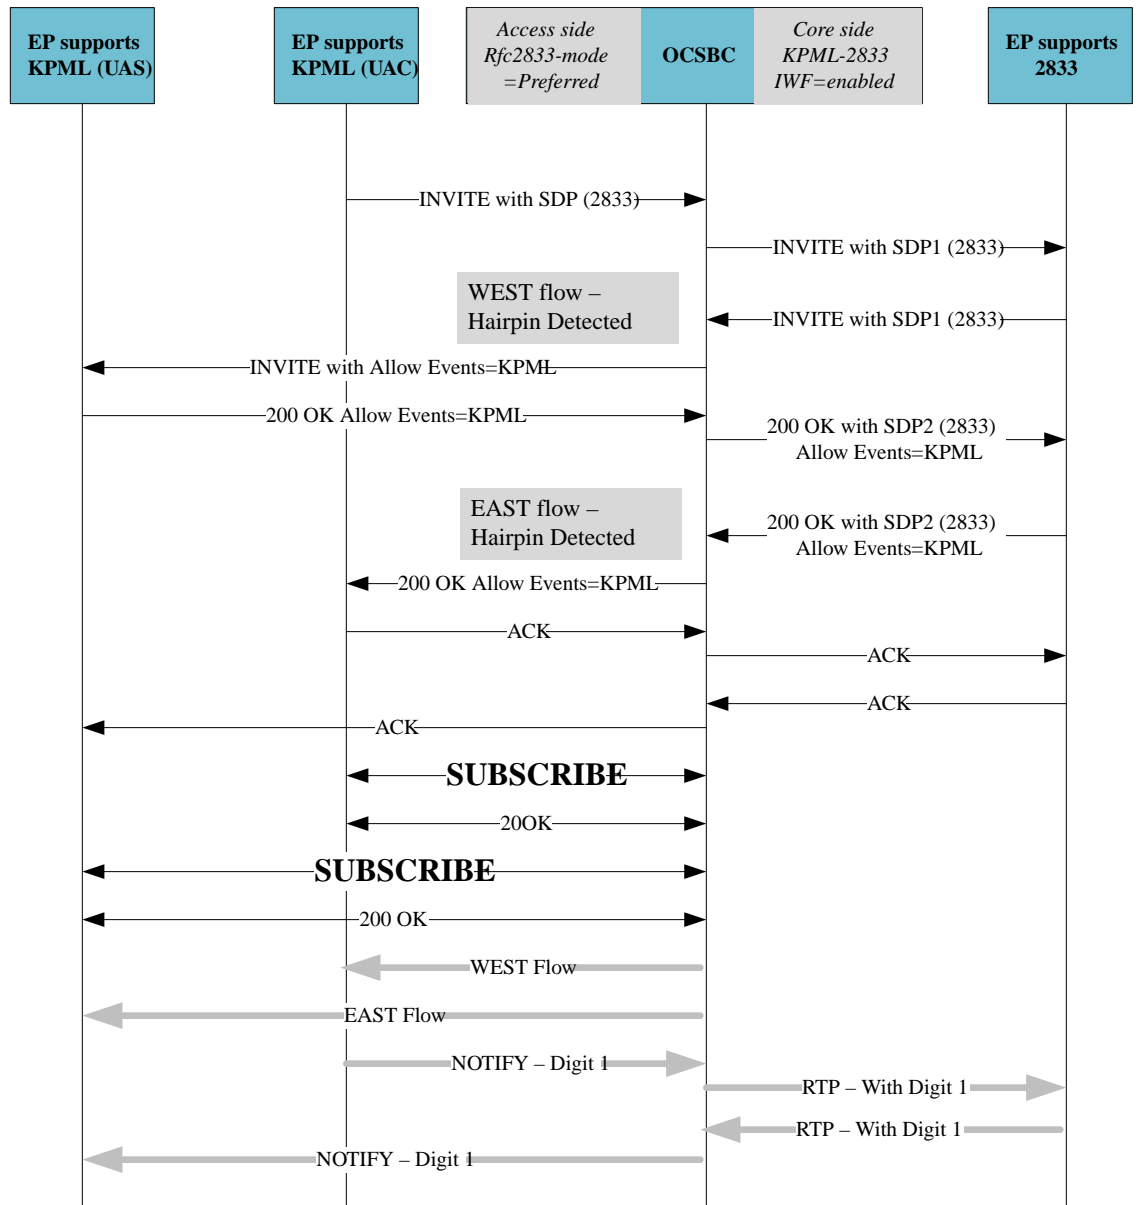 EP supports
KPML (UAS)
EP supports
KPML (UAC)
Access side
Rfc2833-mode
=Preferred
OCSBC
Core side
KPML-2833
IWF=enabled
EP supports
2833
INVITE with SDP (2833)
INVITE with SDP1 (2833)
WEST flow –
Hairpin Detected
INVITE with SDP1 (2833)
INVITE with Allow Events=KPML
200 OK Allow Events=KPML
200 OK with SDP2 (2833)
Allow Events=KPML
EAST flow –
Hairpin Detected
200 OK with SDP2 (2833)
Allow Events=KPML
200 OK Allow Events=KPML
ACK
ACK
ACK
ACK
SUBSCRIBE
20OK
SUBSCRIBE
200 OK
WEST Flow
EAST Flow
NOTIFY – Digit 1
RTP – With Digit 1
RTP – With Digit 1
NOTIFY – Digit 1